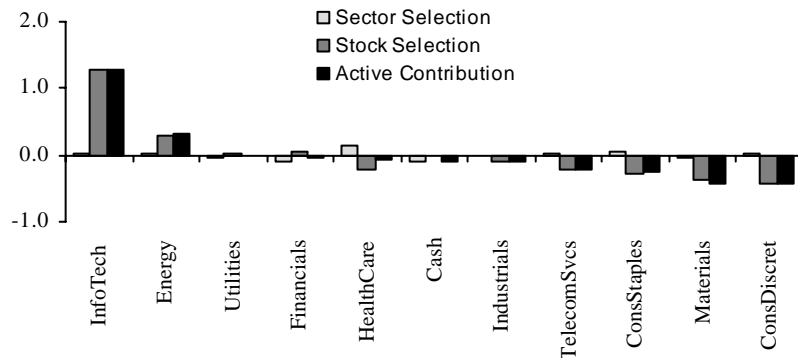 2.0
1.0
0.0
-1.0
Sector Selection
Stock Selection
Active Contribution
InfoTech
Energy
Utilities
Financials
HealthCare
Cash
Industrials
TelecomSvcs
ConsStaples
Materials
ConsDiscret